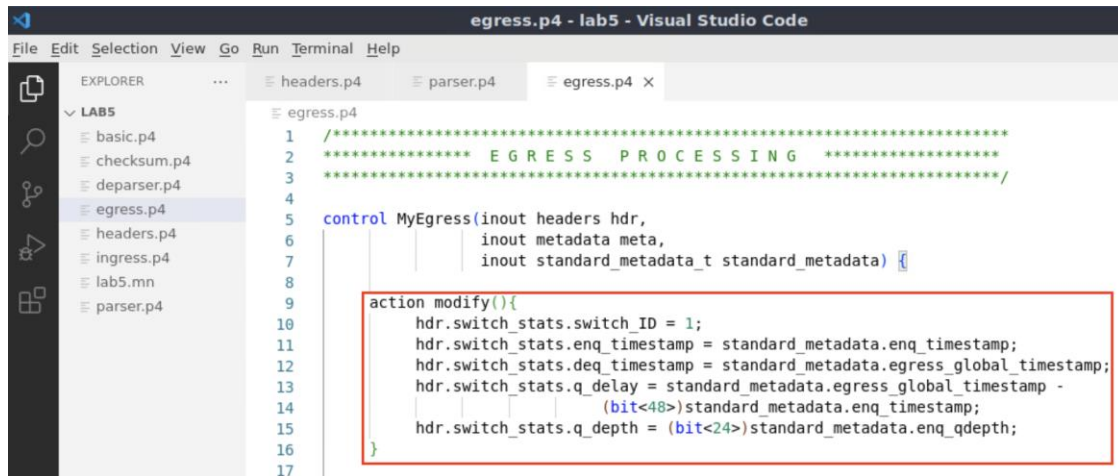 egress.p4 - lab5 - Visual Studio Code
File Edit Selection View Go Run Terminal Help
EXPLORER ...
headers.p4 parser.p4 egress.p4 ×
LAB5
basic.p4
checksum.p4
deparser.p4
egress.p4
headers.p4
ingress.p4
lab5.mn
parser.p4
egress.p4
1 /*************************************************************************
2 **************** E G R E S S P R O C E S S I N G *******************
3 *************************************************************************/
4
5 control MyEgress(inout headers hdr,
6 inout metadata meta,
7 inout standard_metadata_t standard_metadata) {
8
9 action modify(){
10 hdr.switch_stats.switch_ID = 1;
11 hdr.switch_stats.enq_timestamp = standard_metadata.enq_timestamp;
12 hdr.switch_stats.deq_timestamp = standard_metadata.egress_global_timestamp;
13 hdr.switch_stats.q_delay = standard_metadata.egress_global_timestamp -
14 (bit<48>)standard_metadata.enq_timestamp;
15 hdr.switch_stats.q_depth = (bit<24>)standard_metadata.enq_qdepth;
16 }
17